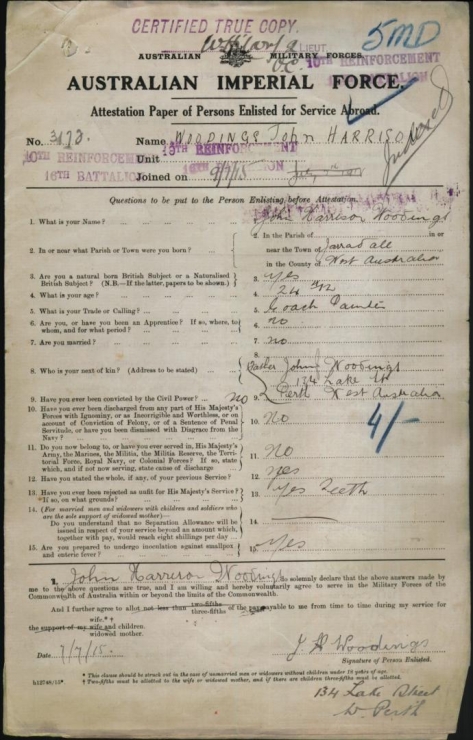 CERTIFIED TRUE COPY.
LIEUT
5MD
AUSTRALIAN MILITARY FORCES.
10TH REINFORCEMENT
AUSTRALIAN IMPERIAL FORCE.
Attestation Paper of Persons Enlisted for Service Abroad.
Indexed
No. 3173. Name WOODINGS John HARRISON
10TH REINFORCEMENT Unit 10TH REINFORCEMENT
16TH BATTALION Joined on 9/7/15
Questions to be put to the Person Enlisting before Attestation.
1. What is your Name? ... 1. John Harrison Woodings
2. In or near what Parish or Town were you born? ... 2. In the Parish of in or
near the Town of Jarrahdale
in the County of West Australia
3. Are you a natural born British Subject or a Naturalised
British Subject? (N.B.—If the latter, papers to be shown.) 3. yes
4. What is your age? ... 4. 24
5. What is your Trade or Calling? ... 5. Coach Painter
6. Are you, or have you been an Apprentice? If so, where, to
whom, and for what period? ... 6. no
7. Are you married? ... 7. no
8. Who is your next of kin? (Address to be stated) ... 8. Father John Woodings
134 Lake St
Perth West Australia
9. Have you ever been convicted by the Civil Power? ... 9. no
10. Have you ever been discharged from any part of His Majesty's
Forces with Ignominy, or as Incorrigible and Worthless, or on
account of Conviction of Felony, or of a Sentence of Penal
Servitude, or have you been dismissed with Disgrace from the
Navy? ... 10. No
4/-
11. Do you now belong to, or have you ever served in, His Majesty's
Army, the Marines, the Militia, the Militia Reserve, the Territorial
Force, Royal Navy, or Colonial Forces? If so, state
which, and if not now serving, state cause of discharge 11. No
12. Have you stated the whole, if any, of your previous Service? 12. yes
13. Have you ever been rejected as unfit for His Majesty's Service?
*If so, on what grounds? 13. Yes Teeth
14. (For married men and widowers with children and soldiers who
are the sole support of widowed mother)—
Do you understand that no Separation Allowance will be
issued in respect of your service beyond an amount which,
together with pay, would reach eight shillings per day ... 14.
15. Are you prepared to undergo inoculation against smallpox
and enteric fever? ... 15. Yes
I, John Harrison Woodings do solemnly declare that the above answers made by
me to the above questions are true, and I am willing and hereby voluntarily agree to serve in the Military Forces of the
Commonwealth of Australia within or beyond the limits of the Commonwealth.
And I further agree to allot not less than two-fifths three-fifths of the pay payable to me from time to time during my service for
wife.* †
the support of my wife and children.
widowed mother.
Date 7/7/15. J H Woodings
Signature of Person Enlisted.
* This clause should be struck out in the case of unmarried men or widowers without children under 18 years of age.
† Two-fifths must be allotted to the wife or widowed mother, and if there are children three-fifths must be allotted.
134 Lake Street
W. Perth